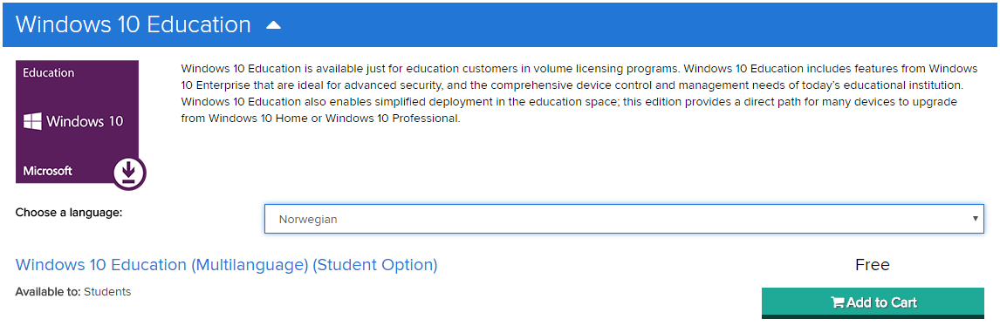 Windows 10 Education
Education
Windows 10
Microsoft
Windows 10 Education is available just for education customers in volume licensing programs. Windows 10 Education includes features from Windows
10 Enterprise that are ideal for advanced security, and the comprehensive device control and management needs of today's educational institution.
Windows 10 Education also enables simplified deployment in the education space; this edition provides a direct path for many devices to upgrade
from Windows 10 Home or Windows 10 Professional.
Choose a language:
Norwegian
Windows 10 Education (Multilanguage) (Student Option)
Free
Available to: Students
Add to Cart